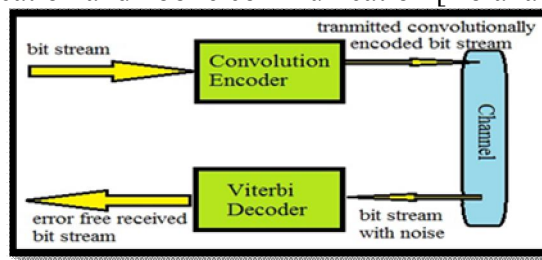 bit stream
Convolution
Encoder
tranmitted convolutionally
encoded bit stream
Channel
Viterbi
Decoder
error free received
bit stream
bit stream
with noise